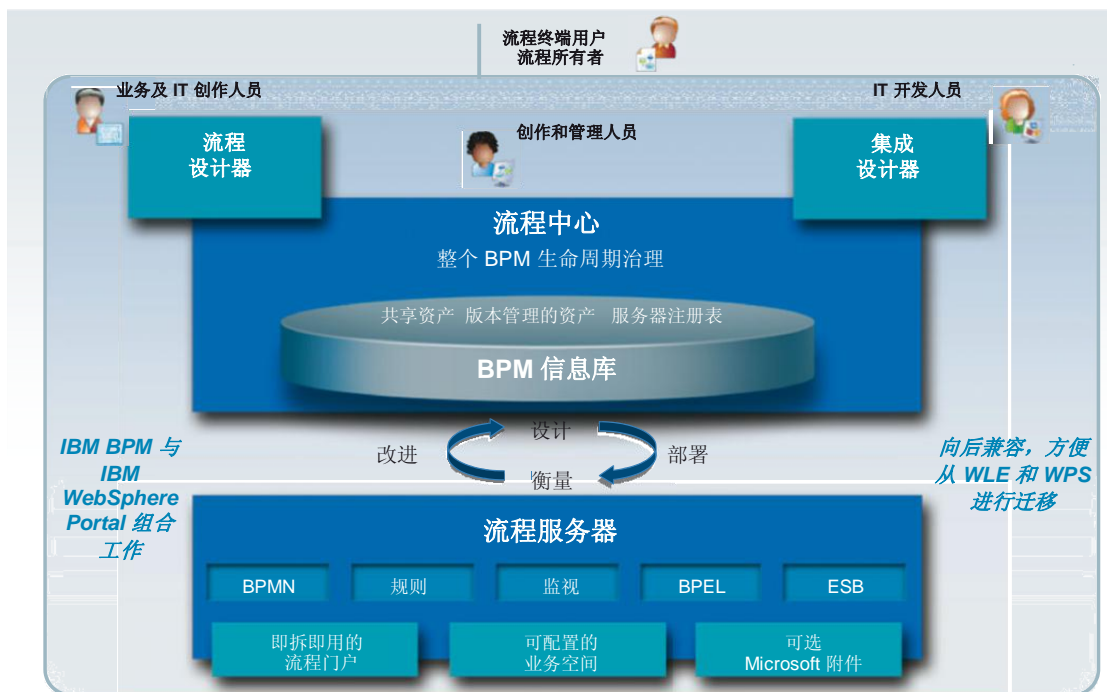 流程终端用户
流程所有者
业务及 IT 创作人员
IT 开发人员
创作和管理人员
流程
设计器
集成
设计器
流程中心
整个 BPM 生命周期治理
共享资产 版本管理的资产 服务器注册表
BPM 信息库
设计
改进
部署
衡量
IBM BPM 与
IBM
WebSphere
Portal 组合
工作
向后兼容，方便
从 WLE 和 WPS
进行迁移
流程服务器
BPMN
规则
监视
BPEL
ESB
即拆即用的
流程门户
可配置的
业务空间
可选
Microsoft 附件